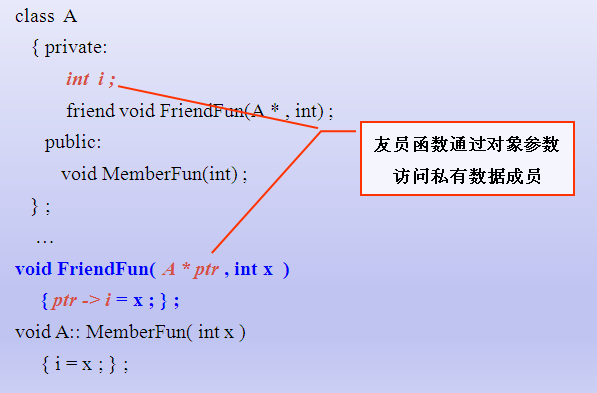 class A
{ private:
int i ;
friend void FriendFun(A * , int) ;
public:
void MemberFun(int) ;
} ;
…
void FriendFun( A * ptr , int x )
{ ptr -> i = x ; } ;
void A:: MemberFun( int x )
{ i = x ; } ;
友员函数通过对象参数
访问私有数据成员